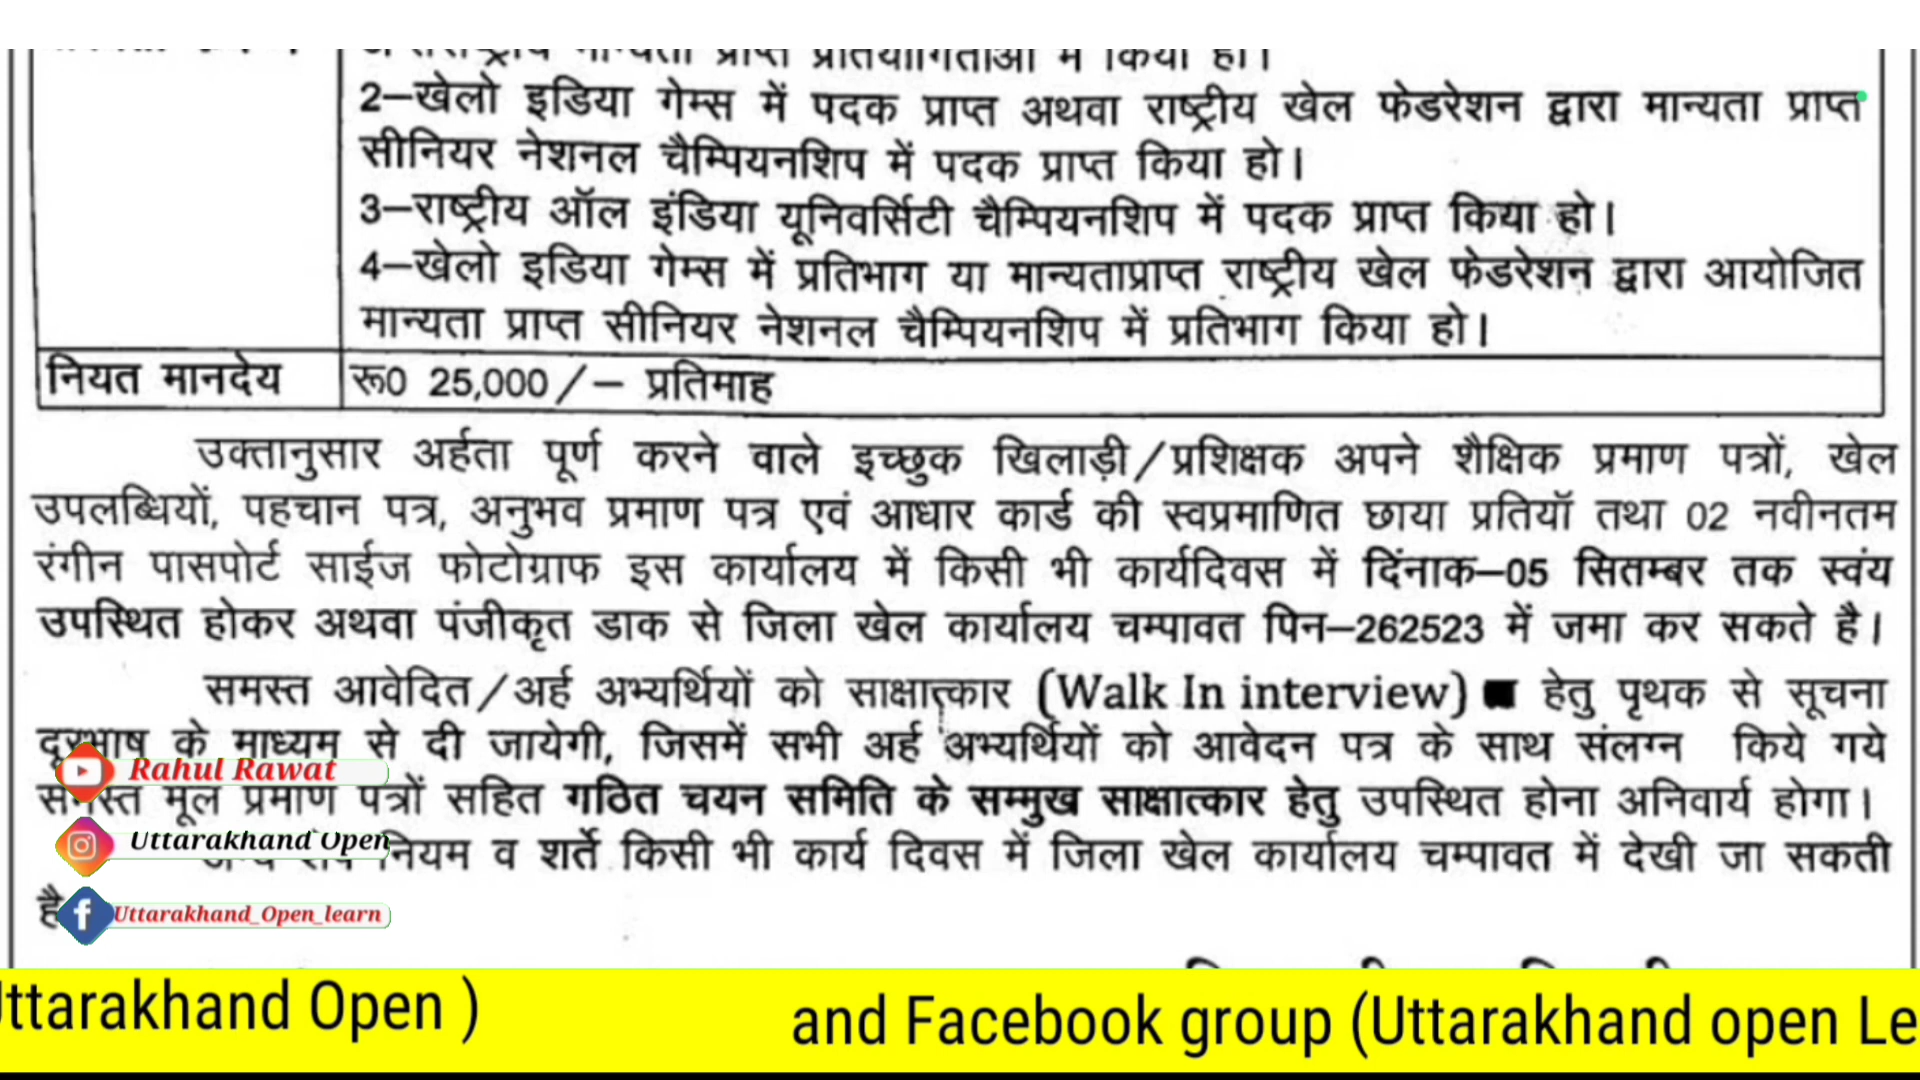 मान्यता प्राप्त प्रतियोगिताओं में किया हो।
2–खेलो इंडिया गेम्स में पदक प्राप्त अथवा राष्ट्रीय खेल फेडरेशन द्वारा मान्यता प्राप्त
सीनियर नेशनल चैम्पियनशिप में पदक प्राप्त किया हो।
3–राष्ट्रीय ऑल इंडिया यूनिवर्सिटी चैम्पियनशिप में पदक प्राप्त किया हो।
4–खेलो इडिया गेम्स में प्रतिभाग या मान्यताप्राप्त राष्ट्रीय खेल फेडरेशन द्वारा आयोजित
मान्यता प्राप्त सीनियर नेशनल चैम्पियनशिप में प्रतिभाग किया हो।
नियत मानदेय रू0 25,000/– प्रतिमाह
उक्तानुसार अर्हता पूर्ण करने वाले इच्छुक खिलाड़ी/प्रशिक्षक अपने शैक्षिक प्रमाण पत्रों, खेल
उपलब्धियों, पहचान पत्र, अनुभव प्रमाण पत्र एवं आधार कार्ड की स्वप्रमाणित छाया प्रतियॉ तथा 02 नवीनतम
रंगीन पासपोर्ट साईज फोटोग्राफ इस कार्यालय में किसी भी कार्यदिवस में दिंनाक–05 सितम्बर तक स्वंय
उपस्थित होकर अथवा पंजीकृत डाक से जिला खेल कार्यालय चम्पावत पिन–262523 में जमा कर सकते है।
समस्त आवेदित/अर्ह अभ्यर्थियों को साक्षात्कार (Walk In interview) हेतु पृथक से सूचना
दूरभाष के माध्यम से दी जायेगी, जिसमें सभी अर्ह अभ्यर्थियों को आवेदन पत्र के साथ संलग्न किये गये
समस्त मूल प्रमाण पत्रों सहित गठित चयन समिति के सम्मुख साक्षात्कार हेतु उपस्थित होना अनिवार्य होगा।
नियम व शर्ते किसी भी कार्य दिवस में जिला खेल कार्यालय चम्पावत में देखी जा सकती
है
Rahul Rawat
Uttarakhand Open
Uttarakhand_Open_learn
Uttarakhand Open ) and Facebook group (Uttarakhand open Le